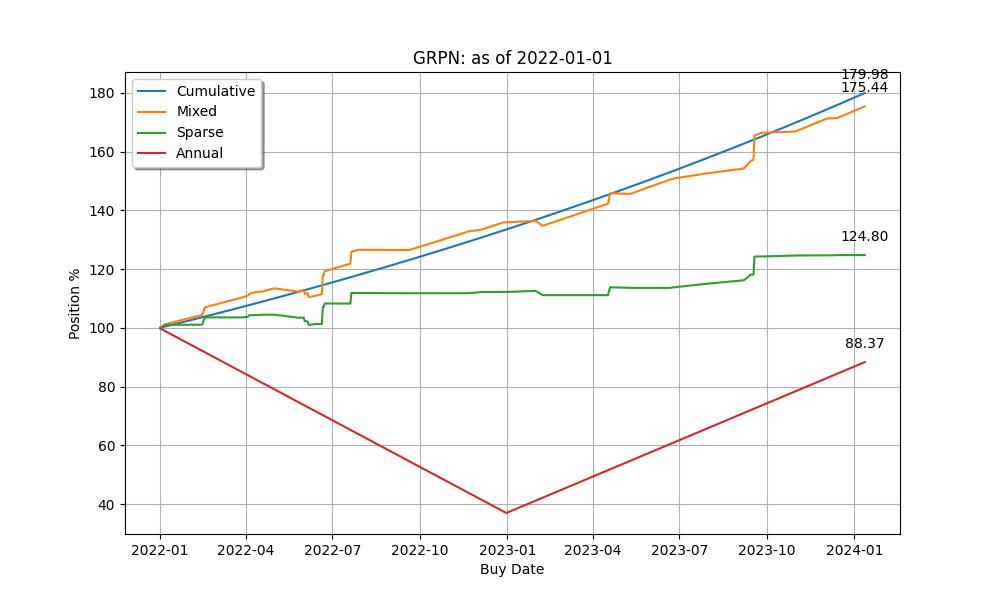 GRPN: as of 2022-01-01
179.98
175.44
124.80
88.37
Cumulative
Mixed
Sparse
Annual
180
160
140
120
100
80
60
40
Position %
2022-01 2022-04 2022-07 2022-10 2023-01 2023-04 2023-07 2023-10 2024-01
Buy Date